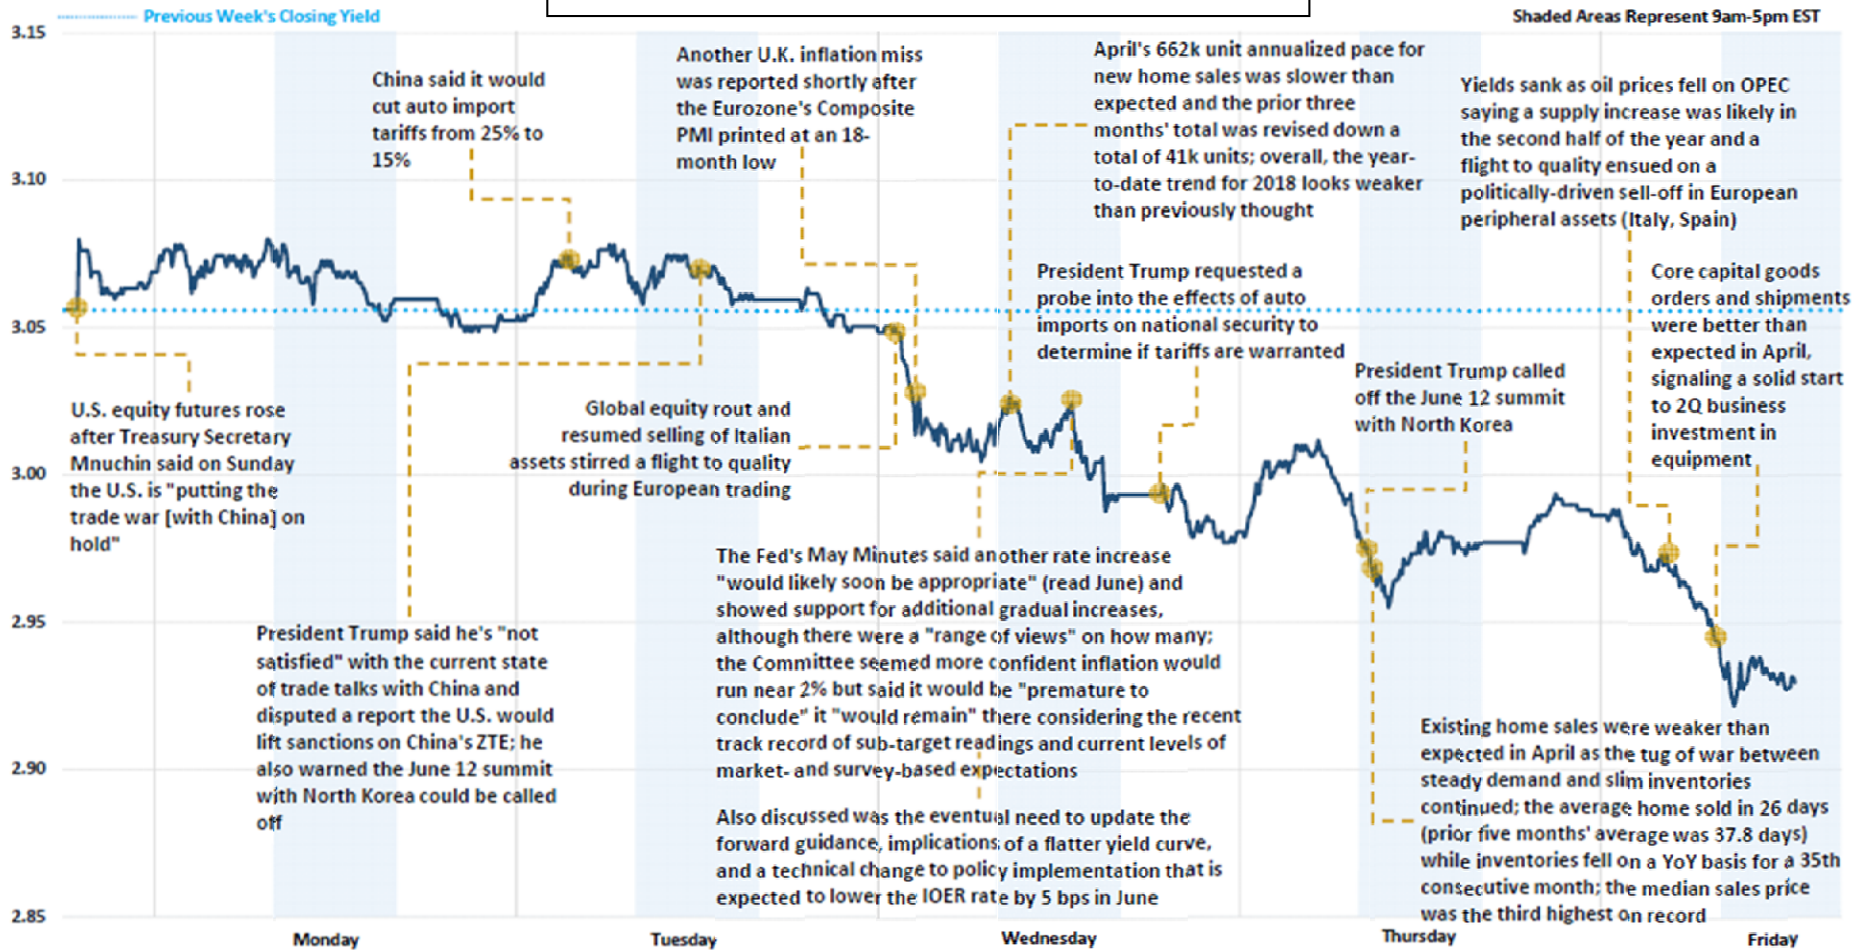 Previous Week's Closing Yield
Shaded Areas Represent 9am-5pm EST
3.15
3.10
3.05
3.00
2.95
2.90
2.85
China said it would
cut auto import
tariffs from 25% to
15%
Another U.K. inflation miss
was reported shortly after
the Eurozone's Composite
PMI printed at an 18-
month low
April's 662k unit annualized pace for
new home sales was slower than
expected and the prior three
months' total was revised down a
total of 41k units; overall, the year-
to-date trend for 2018 looks weaker
than previously thought
Yields sank as oil prices fell on OPEC
saying a supply increase was likely in
the second half of the year and a
flight to quality ensued on a
politically-driven sell-off in European
peripheral assets (Italy, Spain)
President Trump requested a
probe into the effects of auto
imports on national security to
determine if tariffs are warranted
Core capital goods
orders and shipments
were better than
expected in April,
signaling a solid start
to 2Q business
investment in
equipment
President Trump called
off the June 12 summit
with North Korea
U.S. equity futures rose
after Treasury Secretary
Mnuchin said on Sunday
the U.S. is "putting the
trade war [with China] on
hold"
Global equity rout and
resumed selling of Italian
assets stirred a flight to quality
during European trading
The Fed's May Minutes said another rate increase
"would likely soon be appropriate" (read June) and
showed support for additional gradual increases,
although there were a "range of views" on how many;
the Committee seemed more confident inflation would
run near 2% but said it would be "premature to
conclude" it "would remain" there considering the recent
track record of sub-target readings and current levels of
market- and survey-based expectations
Also discussed was the eventual need to update the
forward guidance, implications of a flatter yield curve,
and a technical change to policy implementation that is
expected to lower the IOER rate by 5 bps in June
President Trump said he's "not
satisfied" with the current state
of trade talks with China and
disputed a report the U.S. would
lift sanctions on China's ZTE; he
also warned the June 12 summit
with North Korea could be called
off
Existing home sales were weaker than
expected in April as the tug of war between
steady demand and slim inventories
continued; the average home sold in 26 days
(prior five months' average was 37.8 days)
while inventories fell on a YoY basis for a 35th
consecutive month; the median sales price
was the third highest on record
Monday
Tuesday
Wednesday
Thursday
Friday